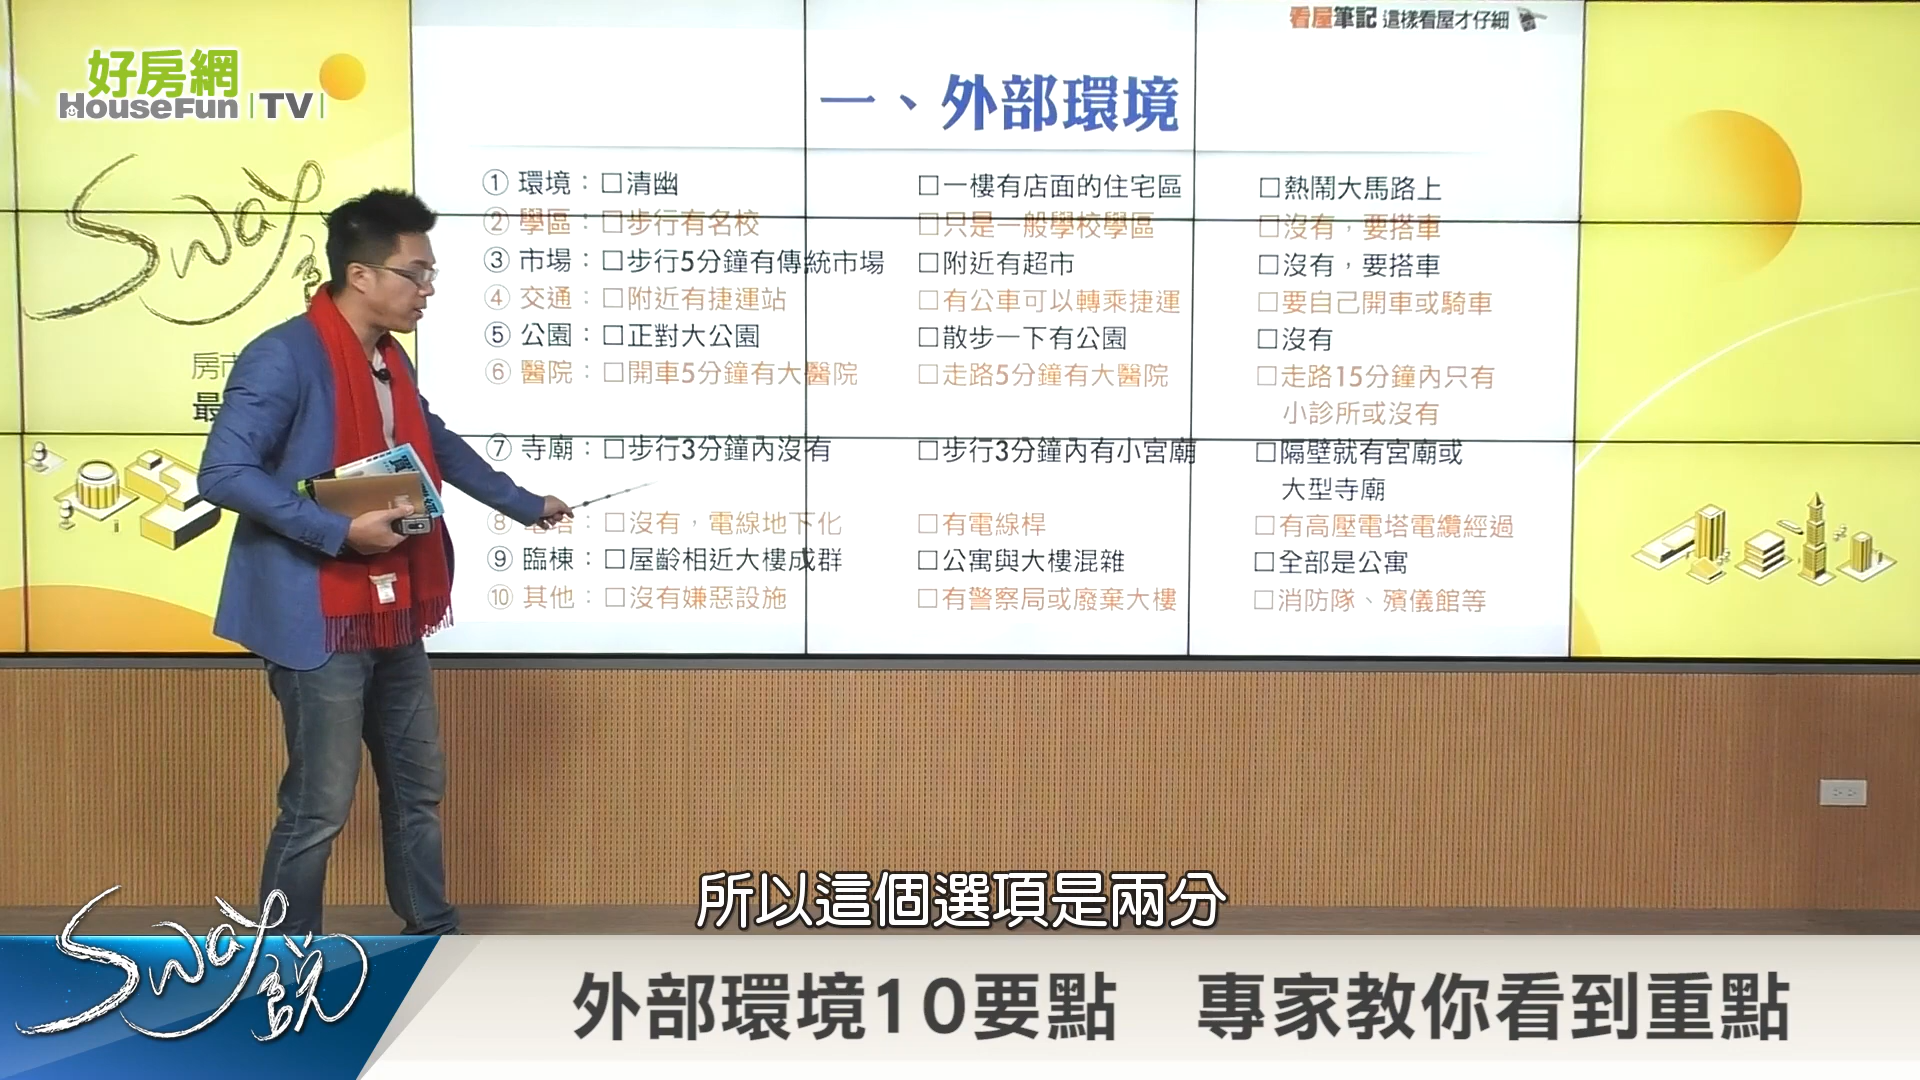 看屋筆記 這樣看屋才仔細
好房網
HouseFun TV
一、外部環境
Sway
房市
最
① 環境：□清幽 □一樓有店面的住宅區 □熱鬧大馬路上
② 學區：□步行有名校 □只是一般學校學區 □沒有，要搭車
③ 市場：□步行5分鐘有傳統市場 □附近有超市 □沒有，要搭車
④ 交通：□附近有捷運站 □有公車可以轉乘捷運 □要自己開車或騎車
⑤ 公園：□正對大公園 □散步一下有公園 □沒有
⑥ 醫院：□開車5分鐘有大醫院 □走路5分鐘有大醫院 □走路15分鐘內只有
小診所或沒有
⑦ 寺廟：□步行3分鐘內沒有 □步行3分鐘內有小宮廟 □隔壁就有宮廟或
大型寺廟
⑧ 電塔：□沒有，電線地下化 □有電線桿 □有高壓電塔電纜經過
⑨ 臨棟：□屋齡相近大樓成群 □公寓與大樓混雜 □全部是公寓
⑩ 其他：□沒有嫌惡設施 □有警察局或廢棄大樓 □消防隊、殯儀館等
所以這個選項是兩分
Sway說
外部環境10要點 專家教你看到重點